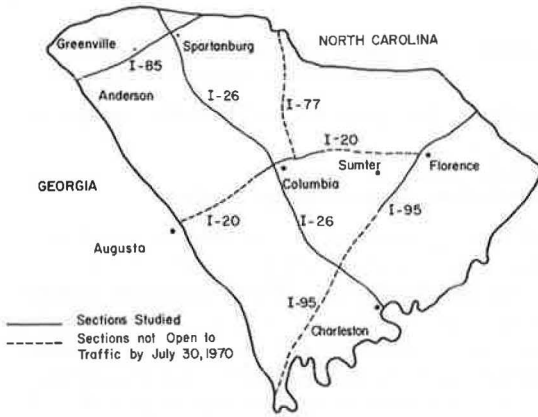 NORTH CAROLINA
Greenville
Spartanburg
I-85
Anderson
I-26
I-77
I-20
Sumter
Florence
Columbia
GEORGIA
I-20
I-26
I-95
Augusta
I-95
Charleston
Sections Studied
Sections not Open to
Traffic by July 30, 1970